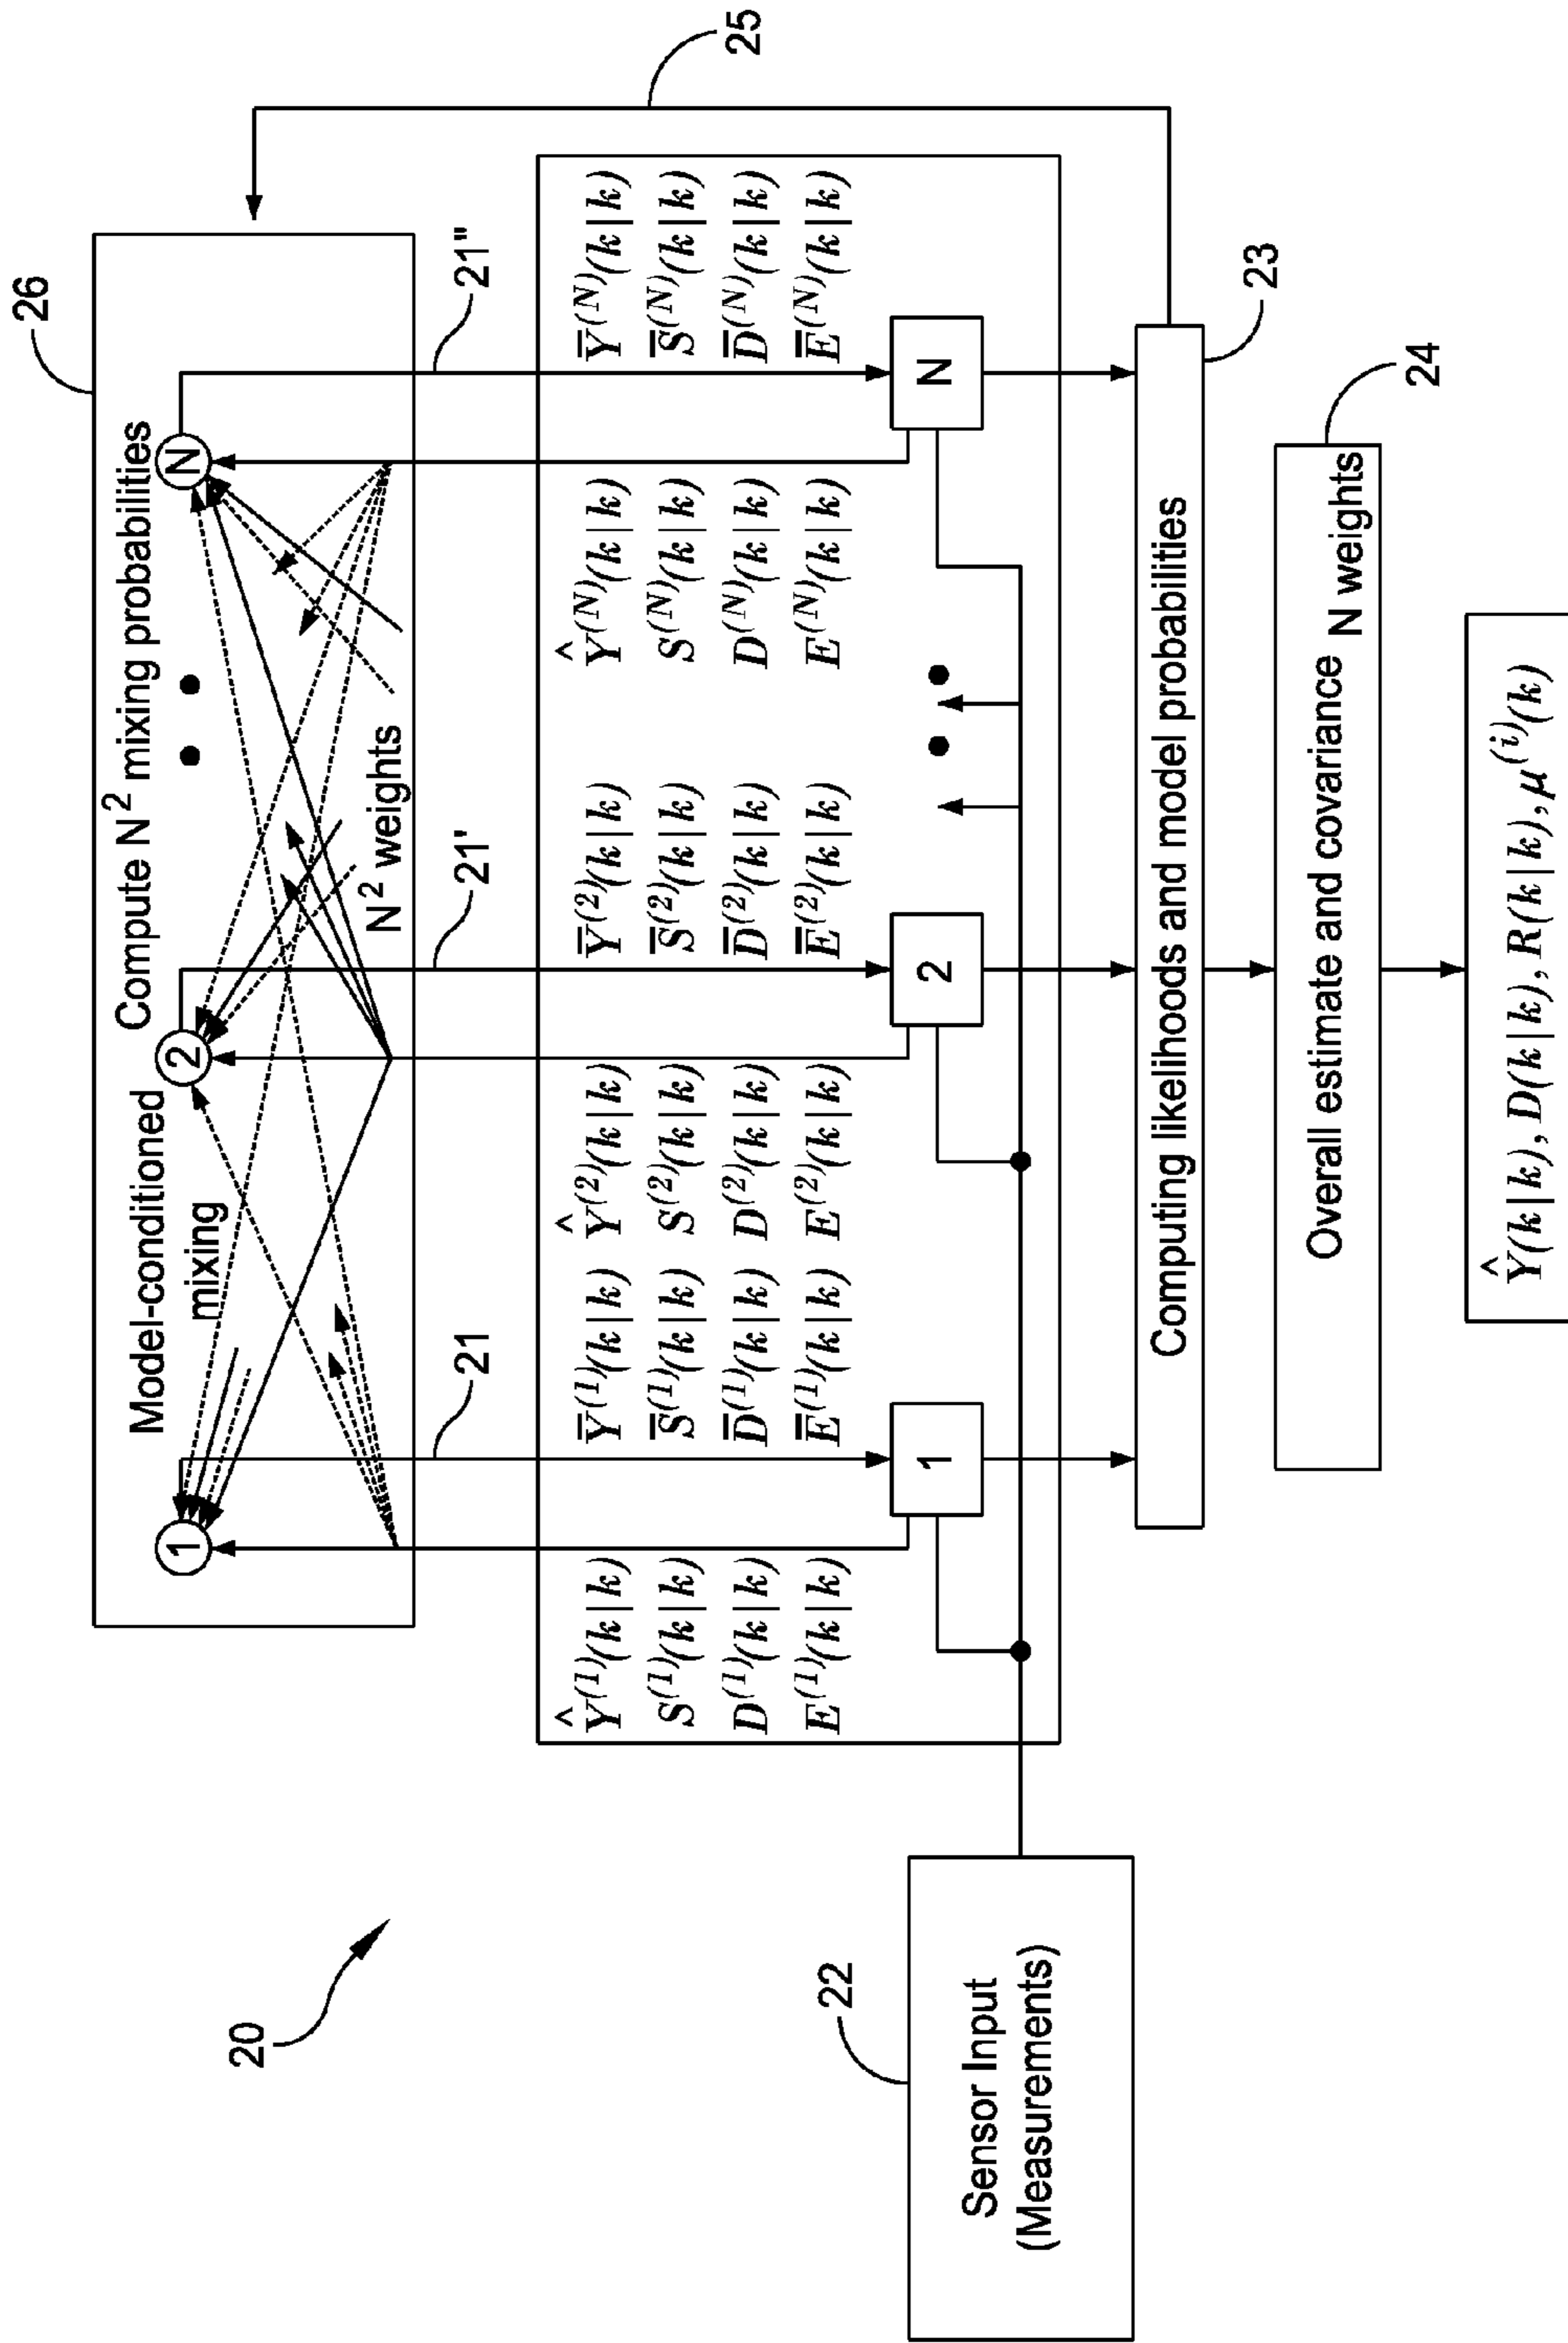 26
25
Compute N² mixing probabilities
Model-conditioned
mixing
1
2
N
N² weights
20
21
21'
21"
Ŷ⁽¹⁾(k|k) Y̅⁽¹⁾(k|k) Ŷ⁽²⁾(k|k) Y̅⁽²⁾(k|k) Ŷ⁽ᴺ⁾(k|k) Y̅⁽ᴺ⁾(k|k)
S⁽¹⁾(k|k) S̅⁽¹⁾(k|k) S⁽²⁾(k|k) S̅⁽²⁾(k|k) S⁽ᴺ⁾(k|k) S̅⁽ᴺ⁾(k|k)
D⁽¹⁾(k|k) D̅⁽¹⁾(k|k) D⁽²⁾(k|k) D̅⁽²⁾(k|k) D⁽ᴺ⁾(k|k) D̅⁽ᴺ⁾(k|k)
E⁽¹⁾(k|k) E̅⁽¹⁾(k|k) E⁽²⁾(k|k) E̅⁽²⁾(k|k) E⁽ᴺ⁾(k|k) E̅⁽ᴺ⁾(k|k)
1
2
N
22
Sensor Input
(Measurements)
Computing likelihoods and model probabilities
23
Overall estimate and covariance N weights
24
Ŷ(k|k), D(k|k), R(k|k), μ⁽ⁱ⁾(k)